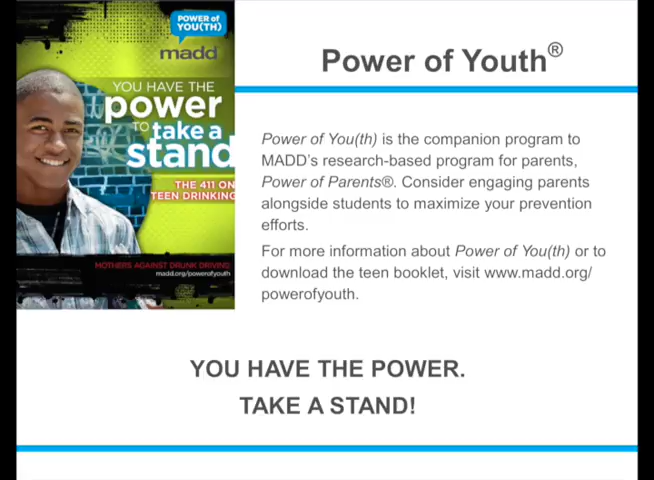 POWER of
YOU(TH)
madd
YOU HAVE THE
power
TO take a
stand
THE 411 ON
TEEN DRINKING
MOTHERS AGAINST DRUNK DRIVING
madd.org/powerofyouth
Power of Youth®
Power of You(th) is the companion program to
MADD’s research-based program for parents,
Power of Parents®. Consider engaging parents
alongside students to maximize your prevention
efforts.
For more information about Power of You(th) or to
download the teen booklet, visit www.madd.org/
powerofyouth.
YOU HAVE THE POWER.
TAKE A STAND!